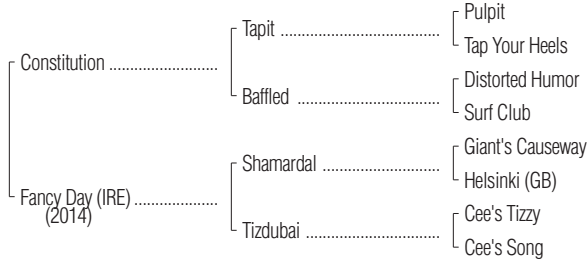 Pulpit
Tapit ................................
Tap Your Heels
Constitution ..........................
Distorted Humor
Baffled ..................................
Surf Club
Giant's Causeway
Shamardal ...........................
Helsinki (GB)
Fancy Day (IRE) ....................
(2014)
Cee's Tizzy
Tizdubai ................................
Cee's Song